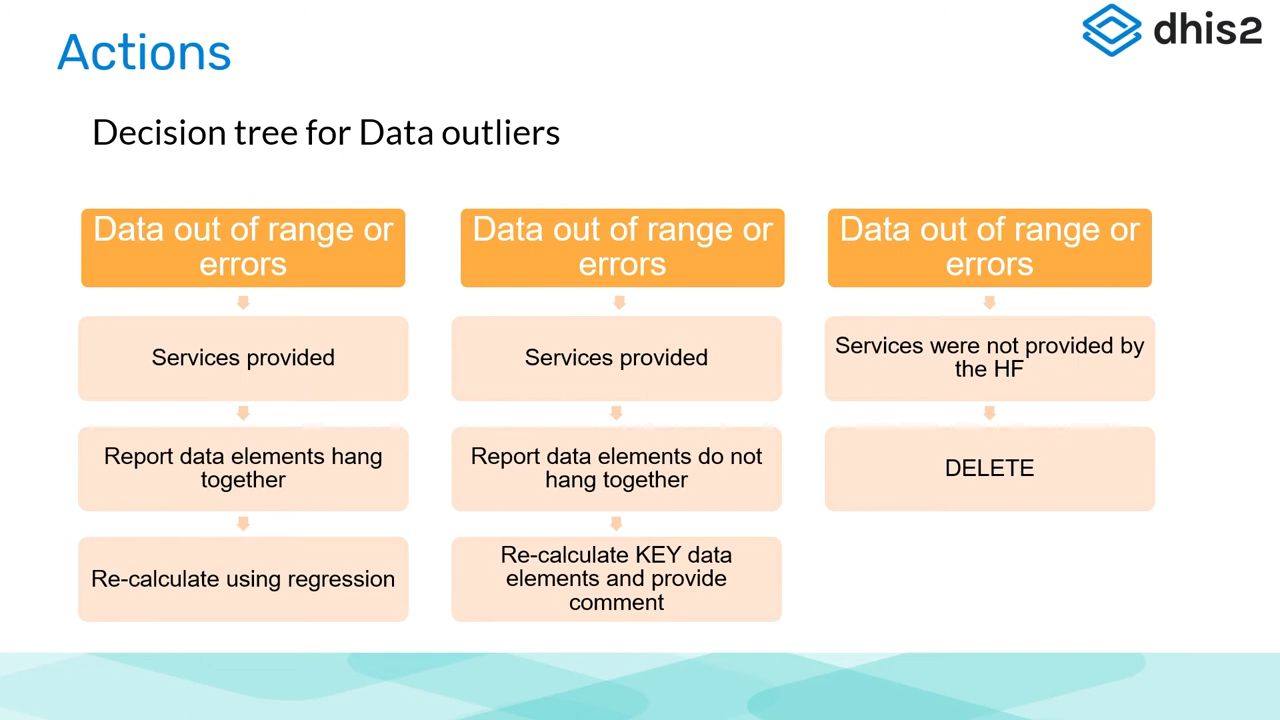 Actions
dhis2
Decision tree for Data outliers
Data out of range or
errors
Services provided
Report data elements hang
together
Re-calculate using regression
Data out of range or
errors
Services provided
Report data elements do not
hang together
Re-calculate KEY data
elements and provide
comment
Data out of range or
errors
Services were not provided by
the HF
DELETE